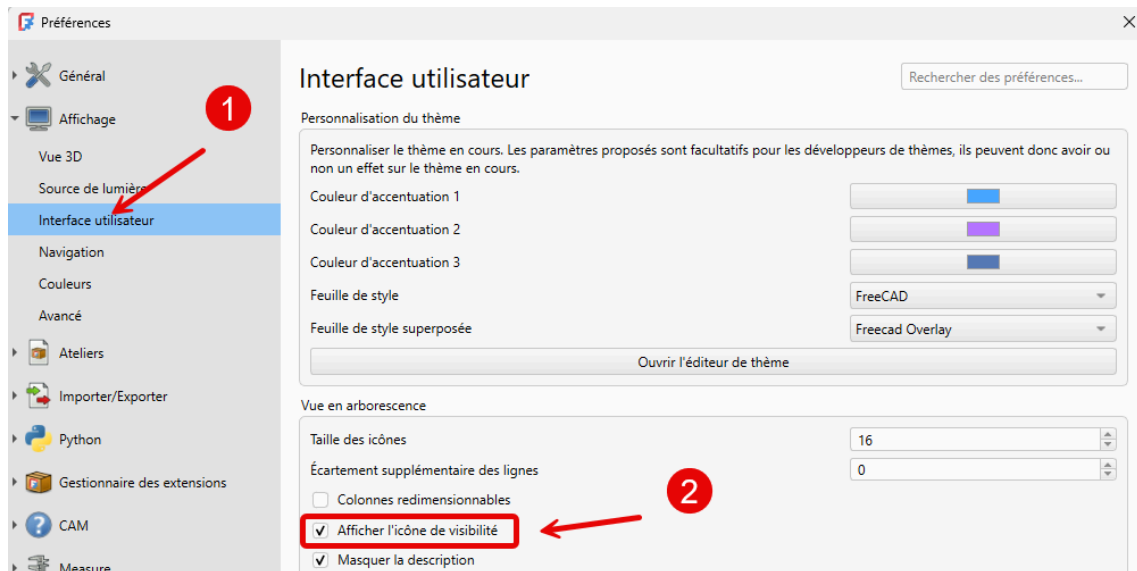 Préférences
Général
Affichage
Vue 3D
Source de lumière
Interface utilisateur
Navigation
Couleurs
Avancé
Ateliers
Importer/Exporter
Python
Gestionnaire des extensions
CAM
Measure
1
Interface utilisateur
Rechercher des préférences...
Personnalisation du thème
Personnaliser le thème en cours. Les paramètres proposés sont facultatifs pour les développeurs de thèmes, ils peuvent donc avoir ou
non un effet sur le thème en cours.
Couleur d'accentuation 1
Couleur d'accentuation 2
Couleur d'accentuation 3
Feuille de style
FreeCAD
Feuille de style superposée
Freecad Overlay
Ouvrir l'éditeur de thème
Vue en arborescence
Taille des icônes
16
Écartement supplémentaire des lignes
0
Colonnes redimensionnables
2
Afficher l'icône de visibilité
Masquer la description